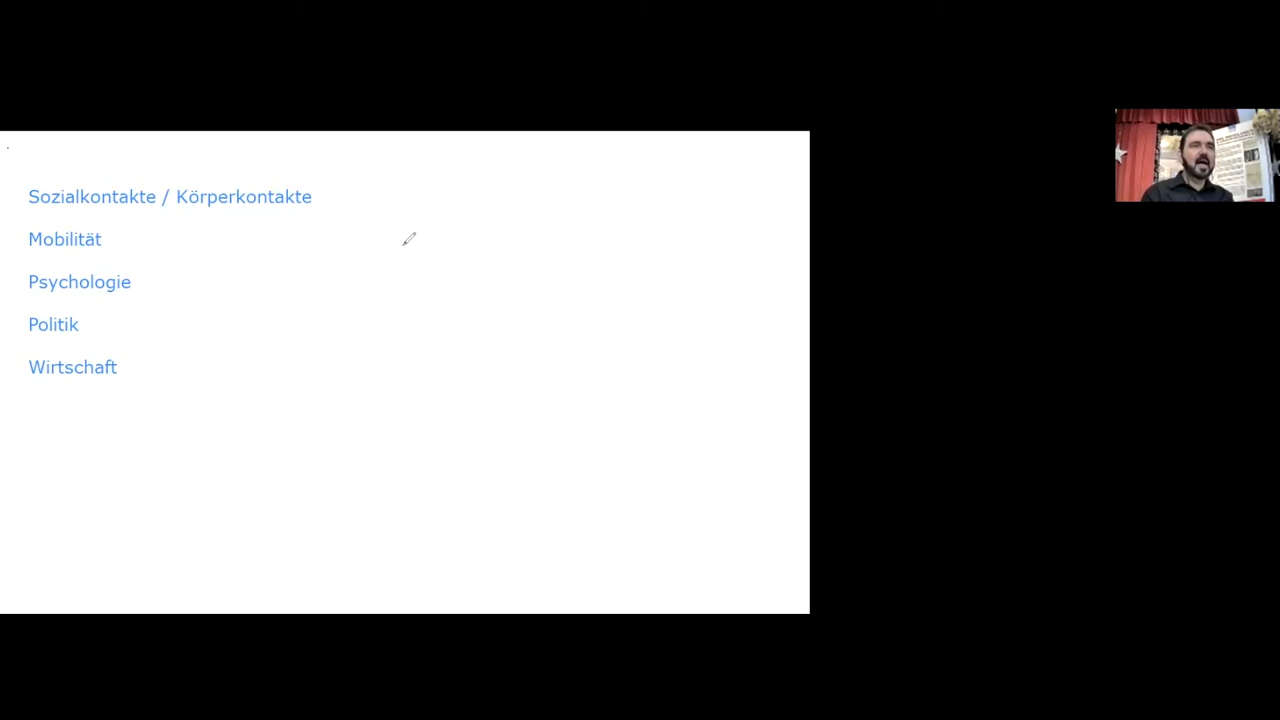 Sozialkontakte / Körperkontakte
Mobilität
Psychologie
Politik
Wirtschaft